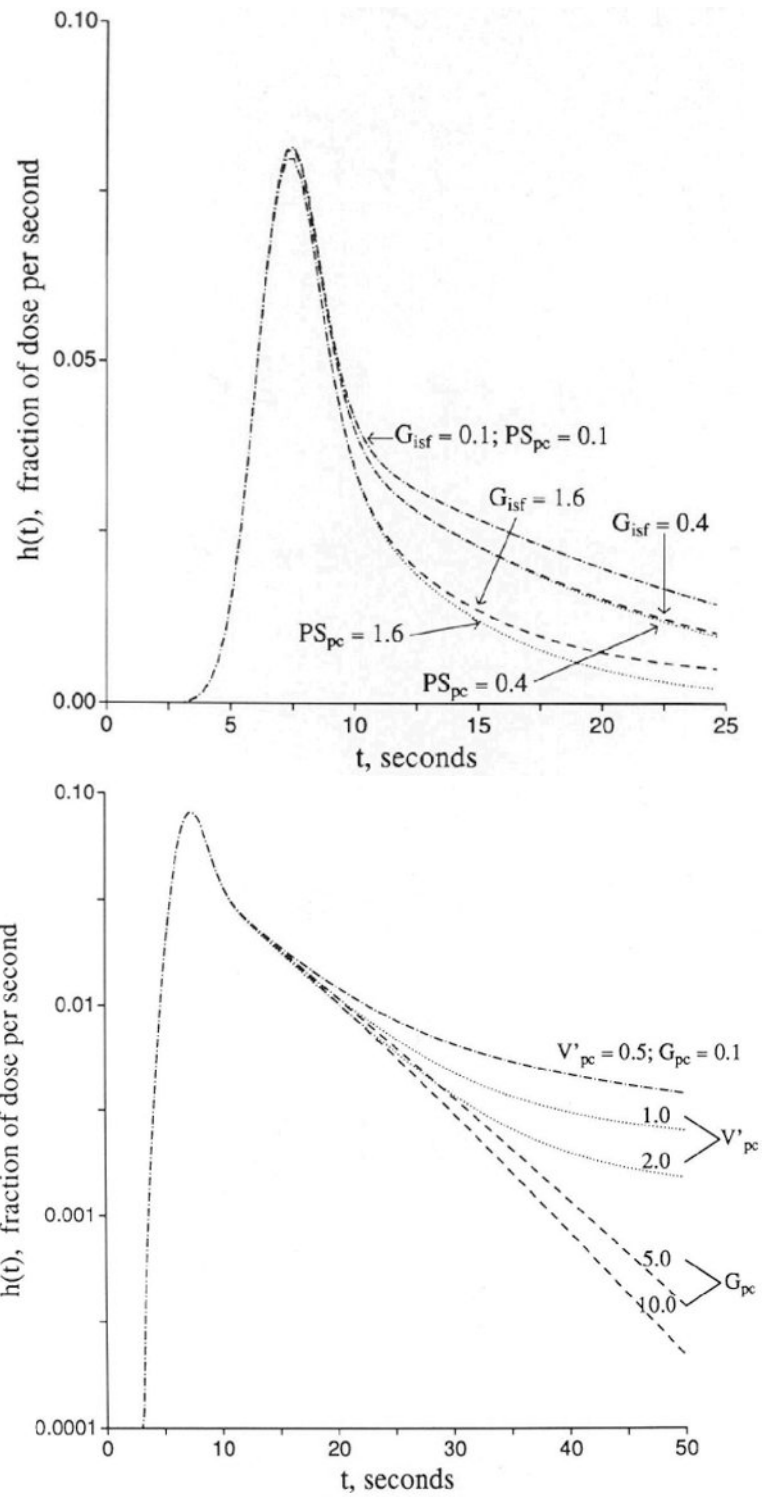 0.10
h(t), fraction of dose per second
0.05
G_isf = 0.1; PS_pc = 0.1
G_isf = 1.6
G_isf = 0.4
PS_pc = 1.6
PS_pc = 0.4
0.00
0 5 10 15 20 25
t, seconds
0.10
h(t), fraction of dose per second
0.01
V'_pc = 0.5; G_pc = 0.1
1.0
V'_pc
2.0
0.001
5.0
G_pc
10.0
0.0001
0 10 20 30 40 50
t, seconds